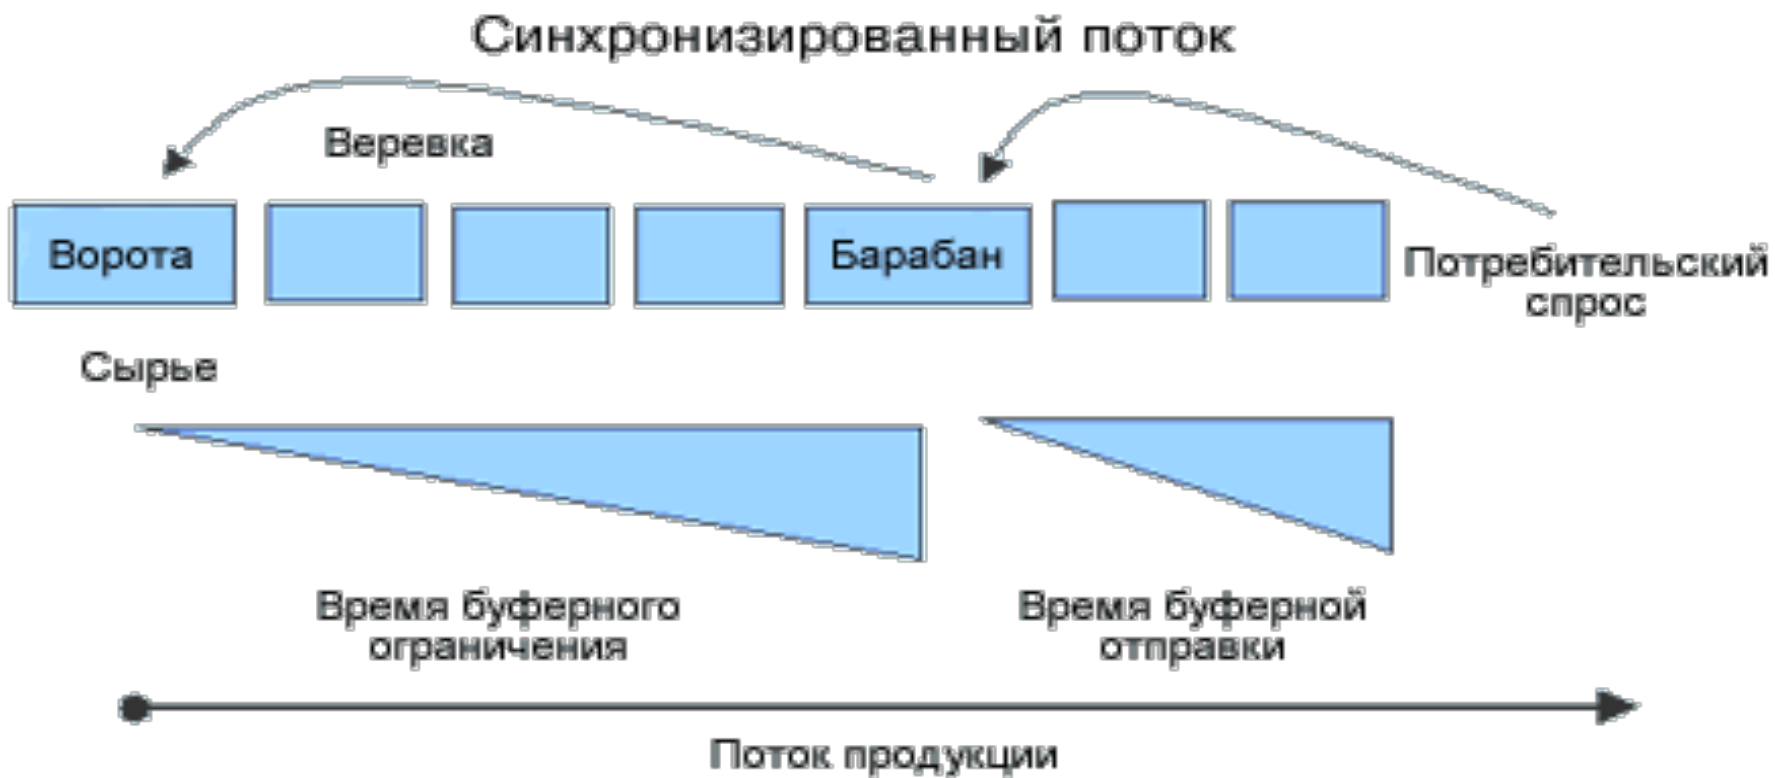 Синхронизированный поток
Веревка
Ворота
Барабан
Потребительский
спрос
Сырье
Время буферного
ограничения
Время буферной
отправки
Поток продукции